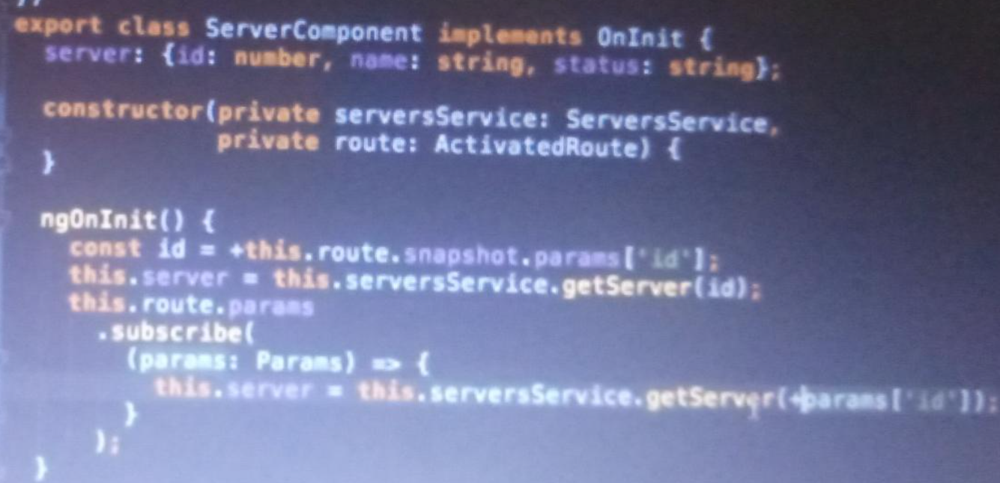 export class ServerComponent implements OnInit {
server: {id: number, name: string, status: string};
constructor(private serversService: ServersService,
private route: ActivatedRoute) {
}
ngOnInit() {
const id = +this.route.snapshot.params['id'];
this.server = this.serversService.getServer(id);
this.route.params
.subscribe(
(params: Params) => {
this.server = this.serversService.getServer(+params['id']);
}
);
}